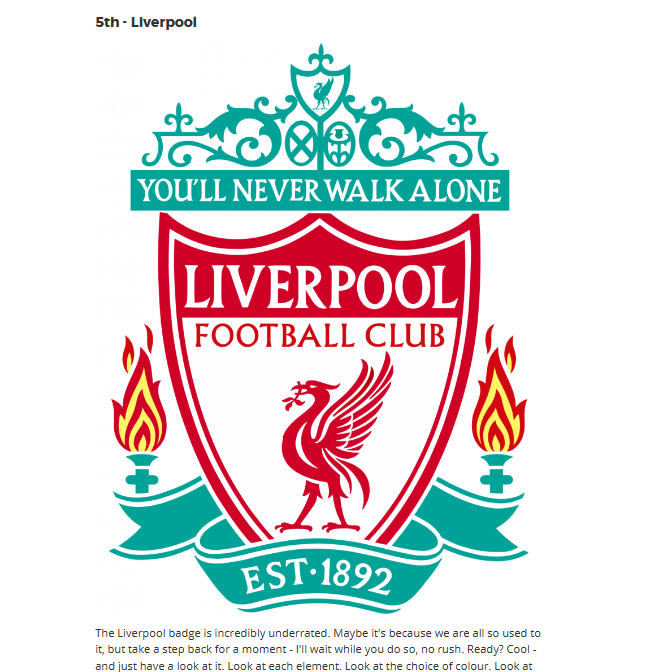 5th - Liverpool
YOU'LL NEVER WALK ALONE
LIVERPOOL
FOOTBALL CLUB
EST·1892
The Liverpool badge is incredibly underrated. Maybe it's because we are all so used to
it, but take a step back for a moment - I'll wait while you do so, no rush. Ready? Cool -
and just have a look at it. Look at each element. Look at the choice of colour. Look at